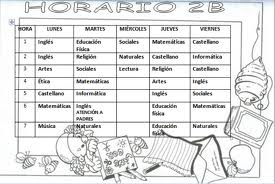 HORARIO 2B
HORA LUNES MARTES MIÉRCOLES JUEVES VIERNES
1 Inglés Educación Física Sociales Matemáticas Castellano
2 Inglés Religión Naturales Castellano Informática
3 Artes Sociales Lectura Religión Castellano
4 Ética Matemáticas Artes Inglés
5 Castellano Informática Inglés Sociales
6 Matemáticas Inglés ATENCIÓN A PADRES Educación Física Matemáticas
7 Música Naturales Educación Física Naturales